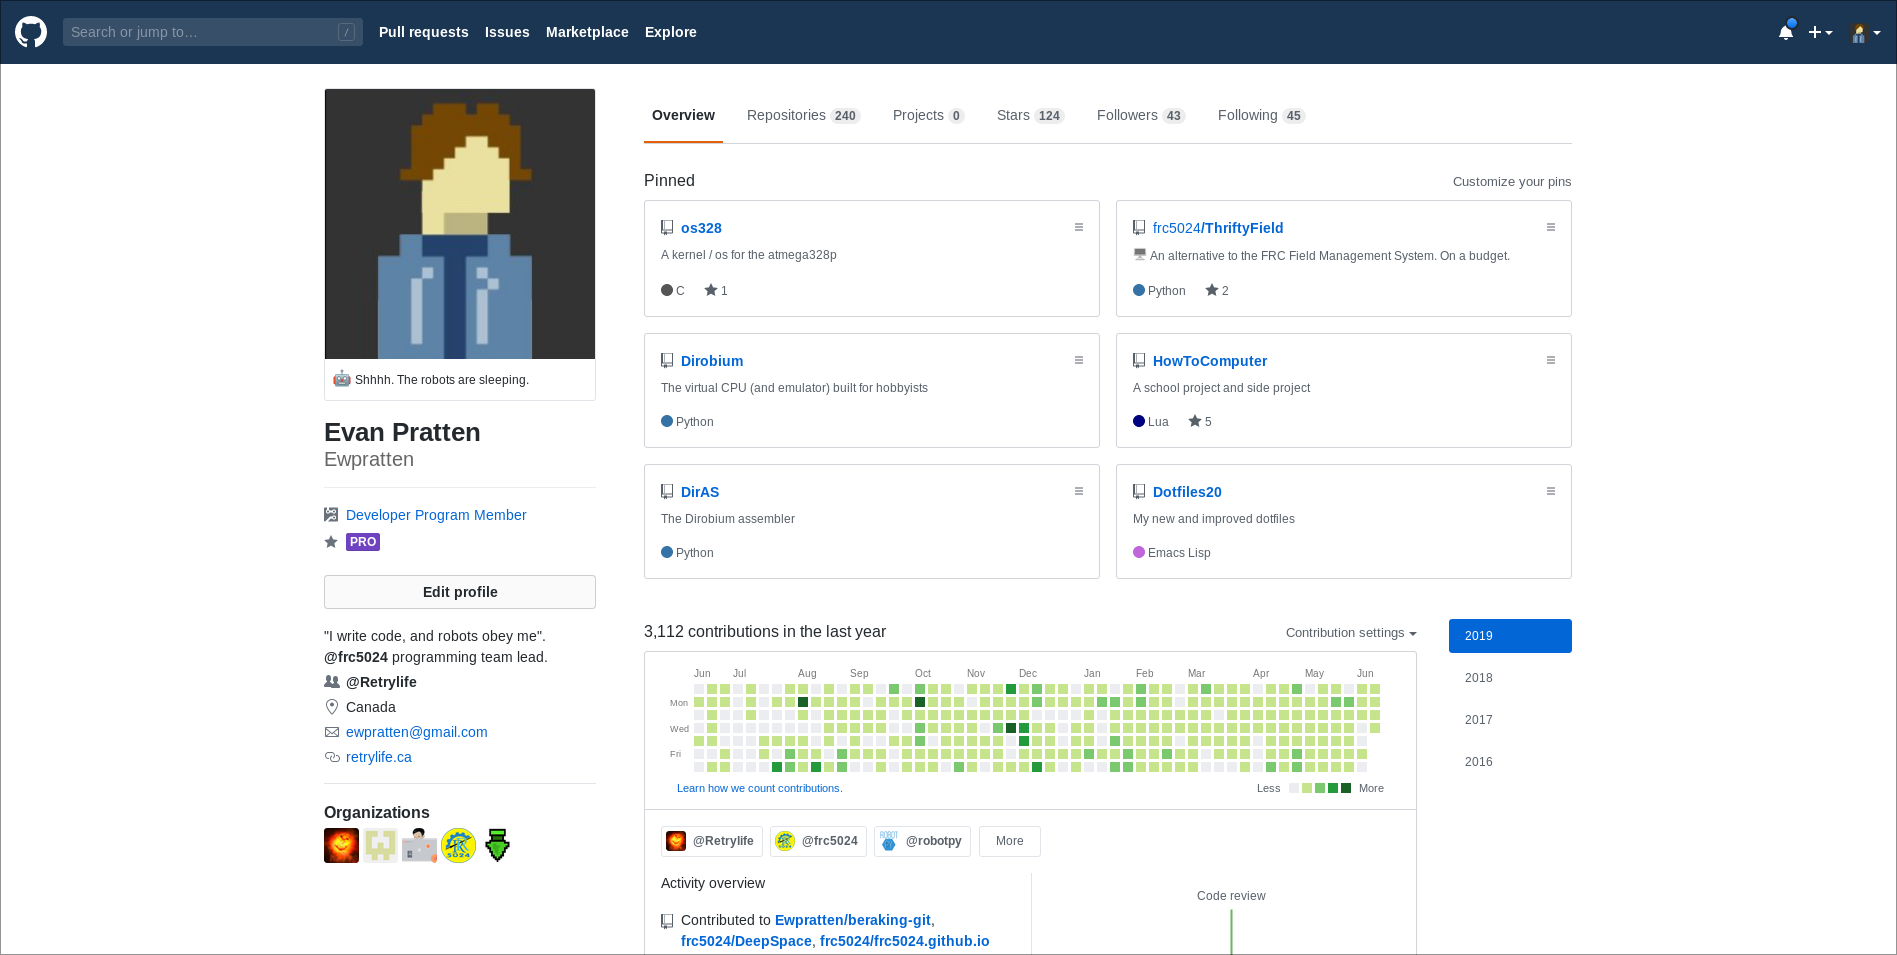 Search or jump to…
/
Pull requests
Issues
Marketplace
Explore
Shhhh. The robots are sleeping.
Evan Pratten
Ewpratten
Developer Program Member
PRO
Edit profile
"I write code, and robots obey me".
@frc5024 programming team lead.
@Retrylife
Canada
ewpratten@gmail.com
retrylife.ca
Organizations
5024
Overview
Repositories 240
Projects 0
Stars 124
Followers 43
Following 45
Pinned
Customize your pins
os328
A kernel / os for the atmega328p
C
1
frc5024/ThriftyField
An alternative to the FRC Field Management System. On a budget.
Python
2
Dirobium
The virtual CPU (and emulator) built for hobbyists
Python
HowToComputer
A school project and side project
Lua
5
DirAS
The Dirobium assembler
Python
Dotfiles20
My new and improved dotfiles
Emacs Lisp
3,112 contributions in the last year
Contribution settings
Jun Jul Aug Sep Oct Nov Dec Jan Feb Mar Apr May Jun
Mon
Wed
Fri
Learn how we count contributions.
Less
More
2019
2018
2017
2016
@Retrylife
@frc5024
@robotpy
More
Activity overview
Contributed to Ewpratten/beraking-git,
frc5024/DeepSpace, frc5024/frc5024.github.io
Code review